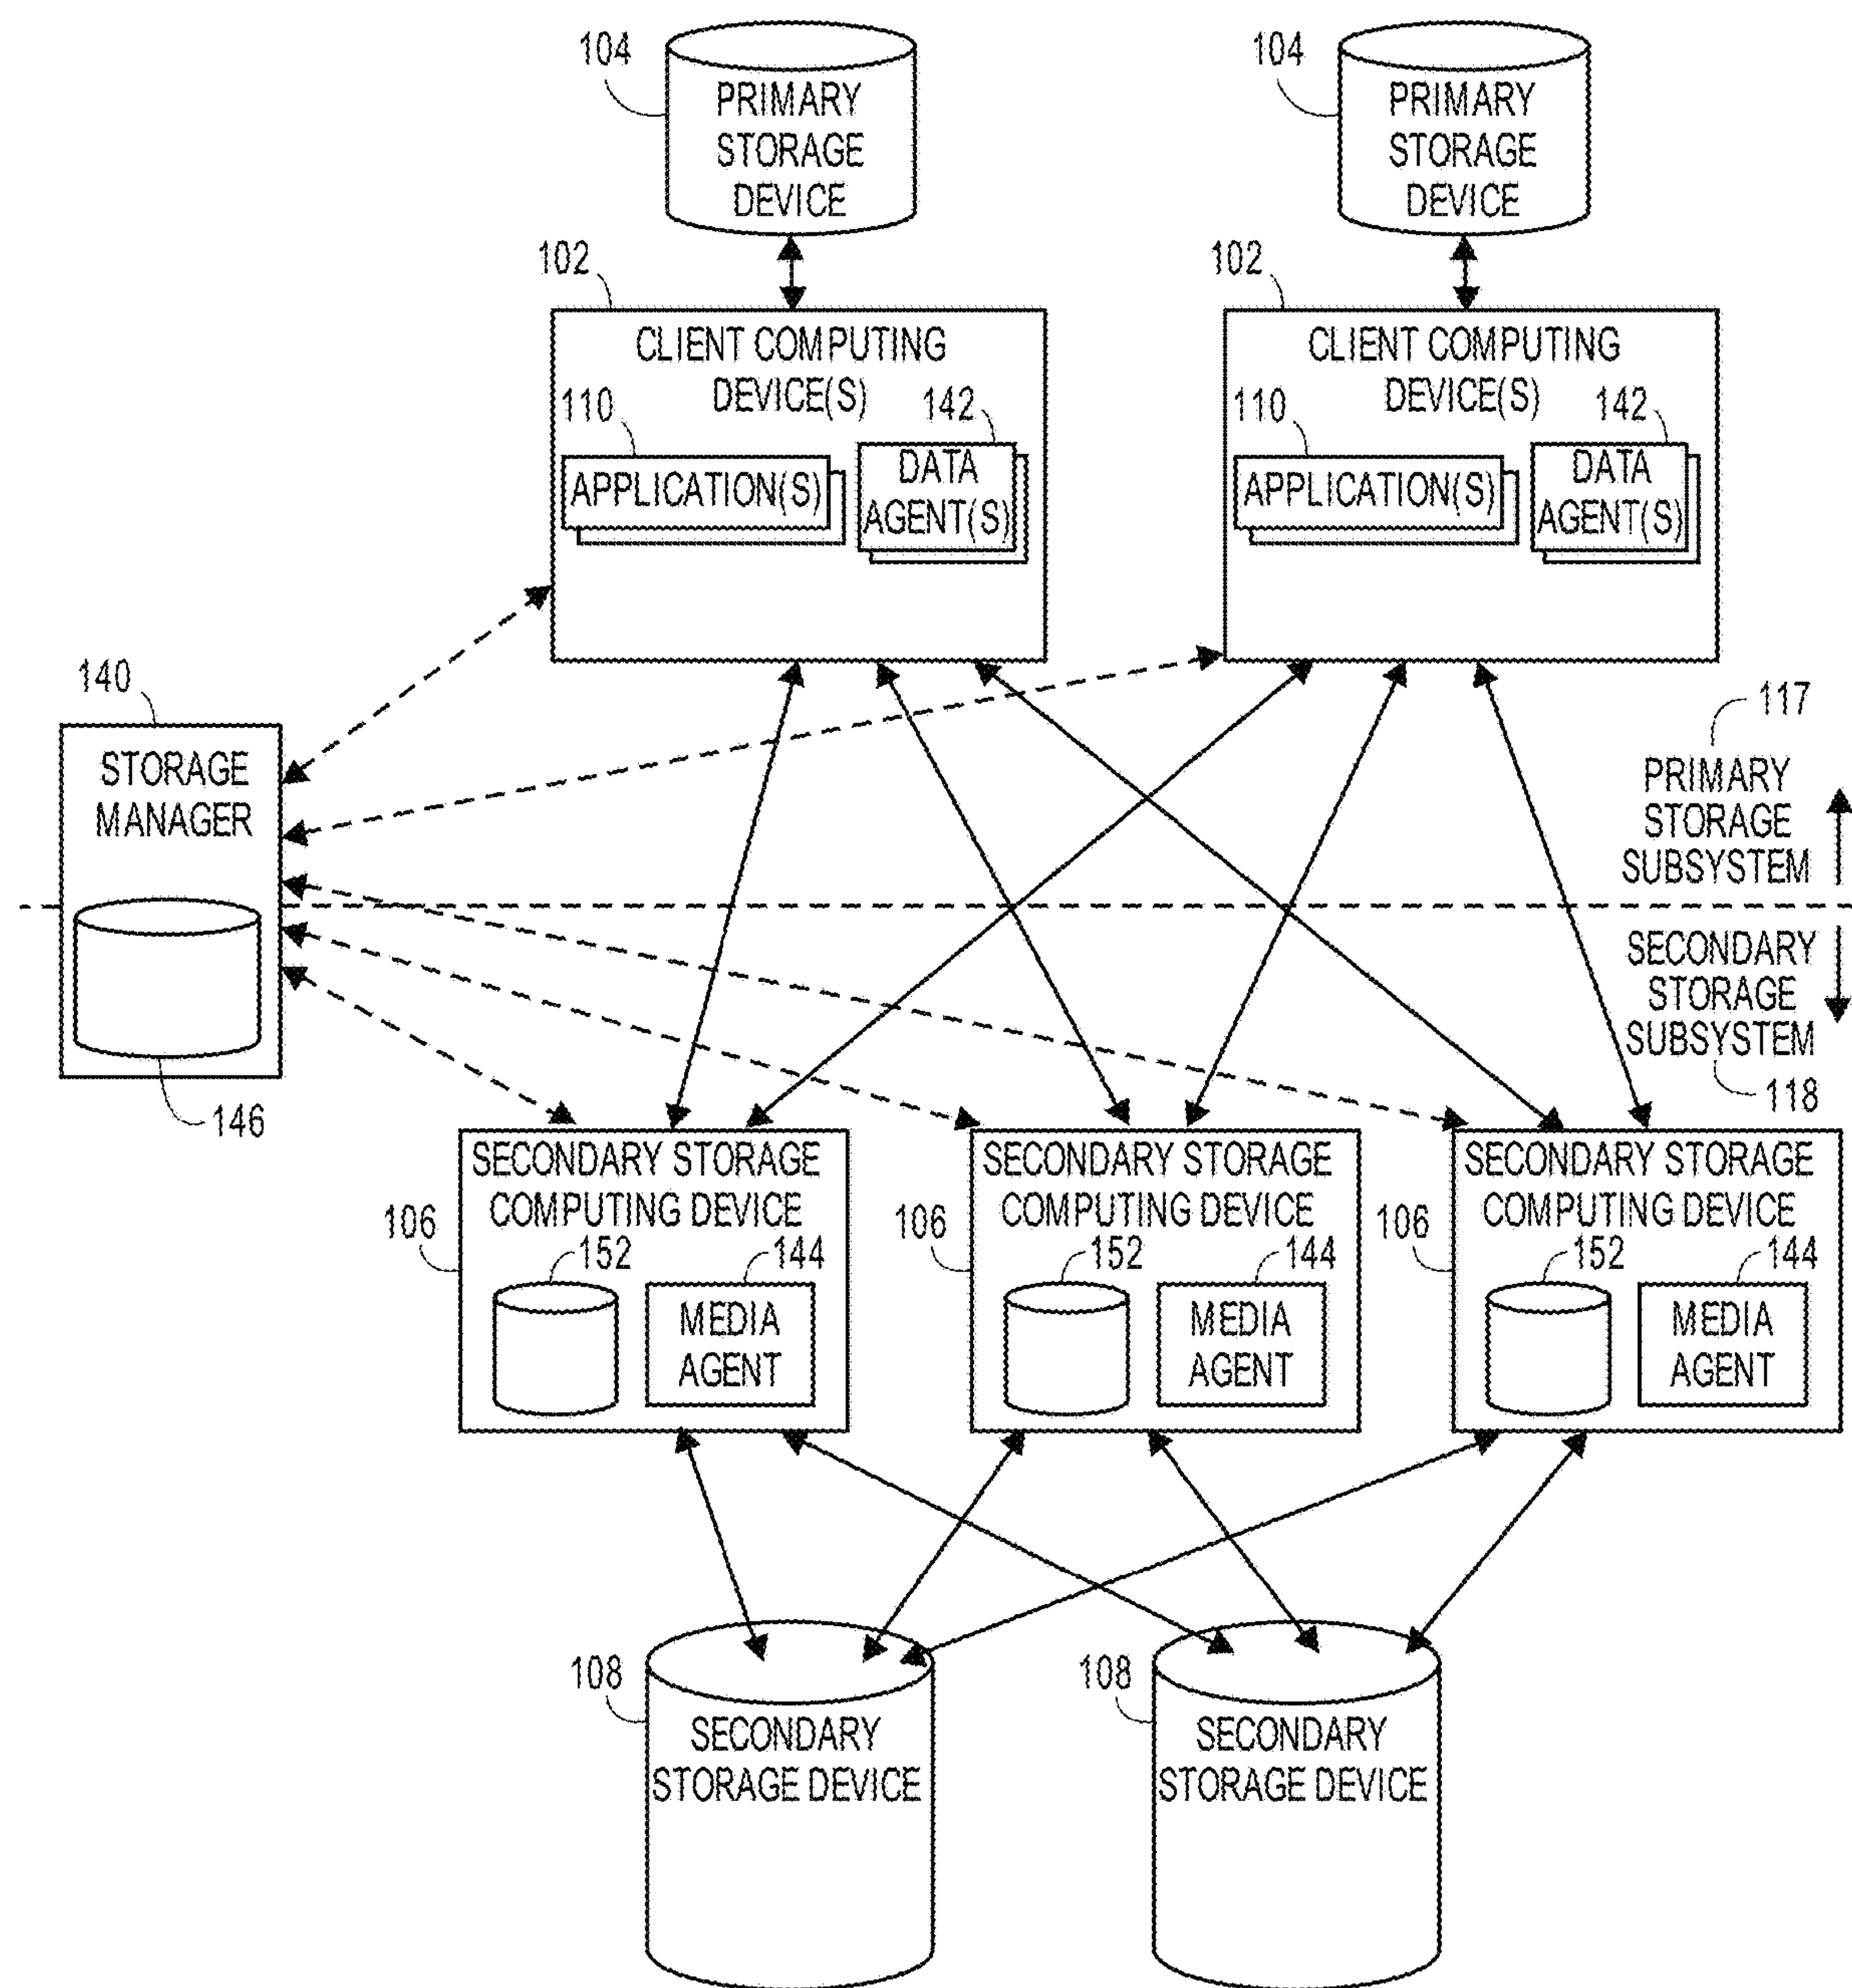 104
PRIMARY
STORAGE
DEVICE
104
PRIMARY
STORAGE
DEVICE
102
CLIENT COMPUTING
DEVICE(S)
110
142
APPLICATION(S)
DATA
AGENT(S)
102
CLIENT COMPUTING
DEVICE(S)
110
142
APPLICATION(S)
DATA
AGENT(S)
140
STORAGE
MANAGER
146
117
PRIMARY
STORAGE
SUBSYSTEM
SECONDARY
STORAGE
SUBSYSTEM
118
SECONDARY STORAGE
COMPUTING DEVICE
106
152
144
MEDIA
AGENT
SECONDARY STORAGE
COMPUTING DEVICE
106
152
144
MEDIA
AGENT
SECONDARY STORAGE
COMPUTING DEVICE
106
152
144
MEDIA
AGENT
108
SECONDARY
STORAGE DEVICE
108
SECONDARY
STORAGE DEVICE